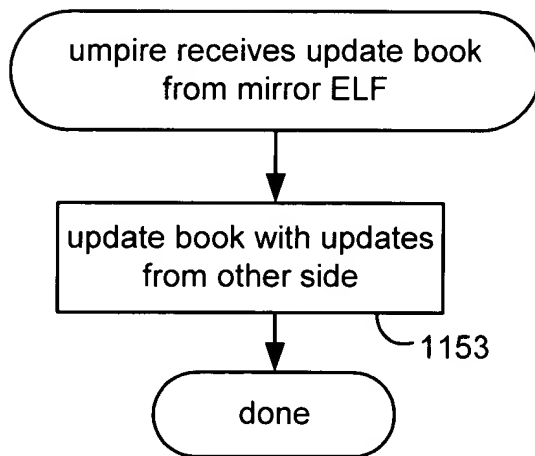 umpire receives update book
from mirror ELF
update book with updates
from other side
1153
done